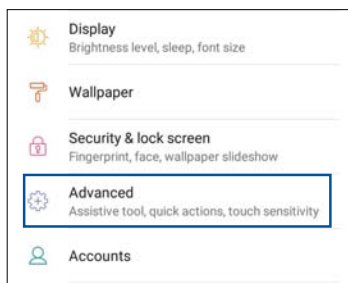 Display
Brightness level, sleep, font size
Wallpaper
Security & lock screen
Fingerprint, face, wallpaper slideshow
Advanced
Assistive tool, quick actions, touch sensitivity
Accounts